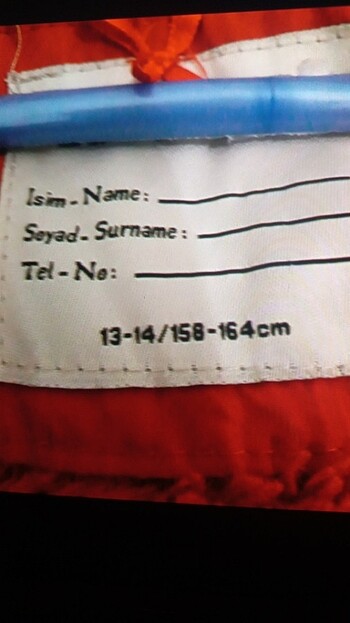 Isim-Name:
Soyad-Surname:
Tel-No:
13-14/158-164cm